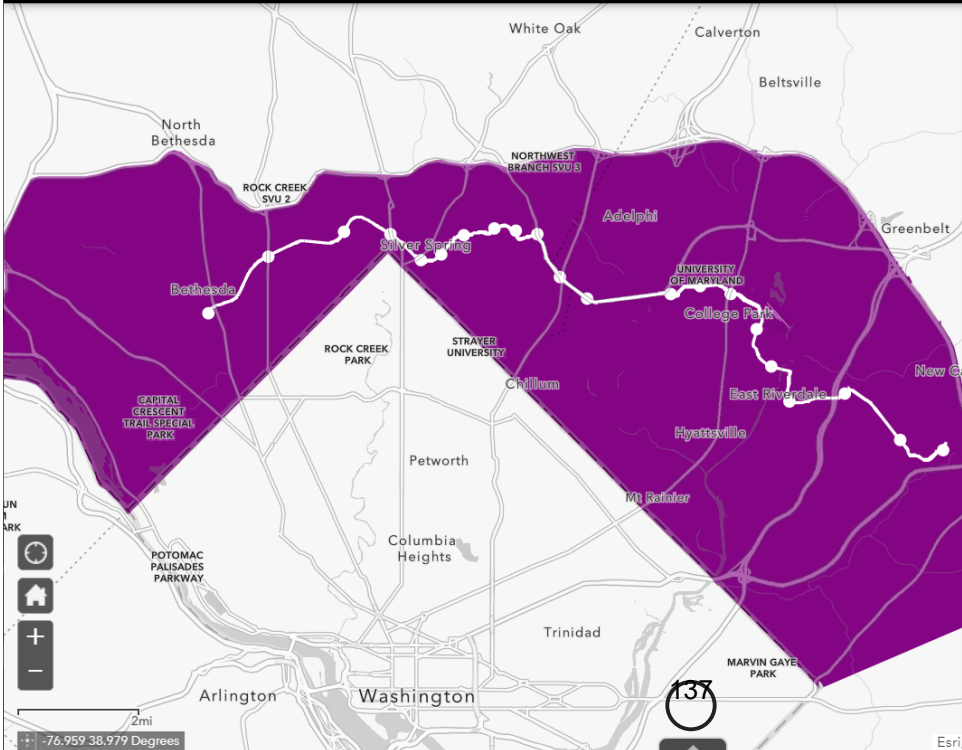 White Oak
Calverton
Beltsville
North
Bethesda
NORTHWEST
BRANCH SVU 3
ROCK CREEK
SVU 2
Adelphi
Greenbelt
Silver Spring
UNIVERSITY
OF MARYLAND
Bethesda
College Park
ROCK CREEK
PARK
STRAYER
UNIVERSITY
New Ca
Chillum
East Riverdale
CAPITAL
CRESCENT
TRAIL SPECIAL
PARK
Hyattsville
Petworth
Mt Rainier
UN
M
ARK
Columbia
Heights
POTOMAC
PALISADES
PARKWAY
+
−
Trinidad
MARVIN GAYE
PARK
137
Arlington
Washington
2mi
-76.959 38.979 Degrees
Esri